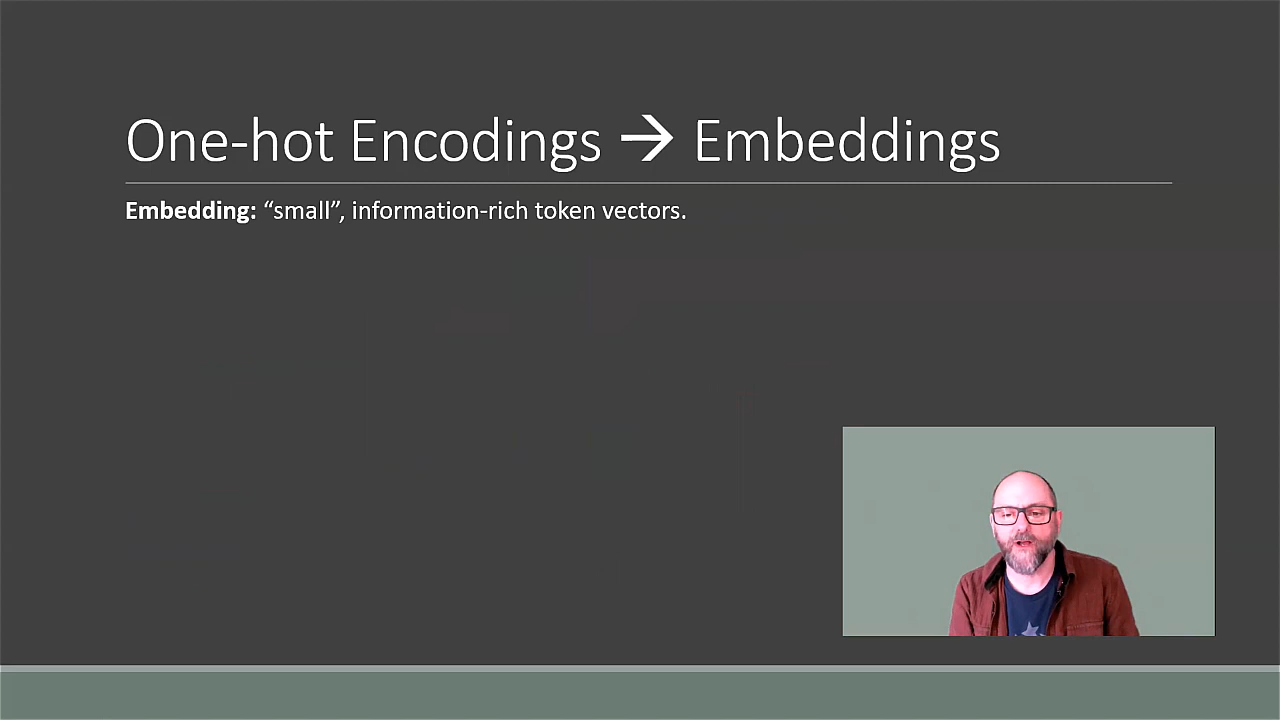 One-hot Encodings → Embeddings
Embedding: “small”, information-rich token vectors.